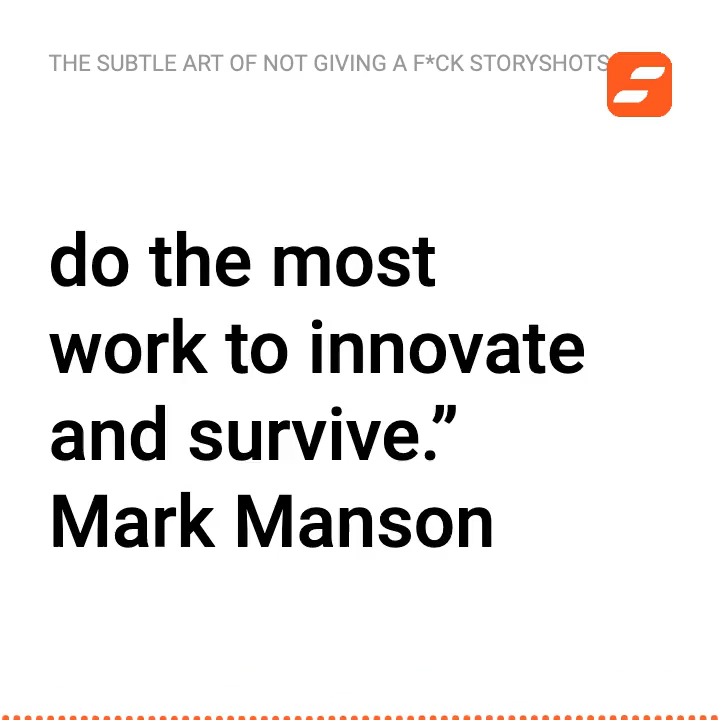 THE SUBTLE ART OF NOT GIVING A F*CK STORYSHOTS
do the most
work to innovate
and survive.”
Mark Manson